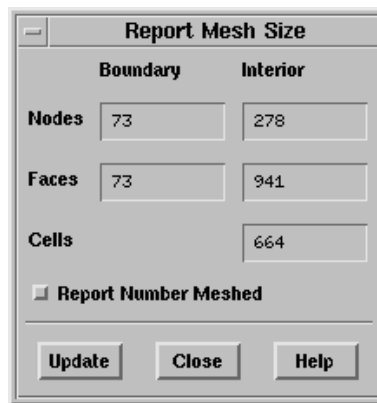 Report Mesh Size
Boundary Interior
Nodes 73 278
Faces 73 941
Cells 664
Report Number Meshed
Update Close Help